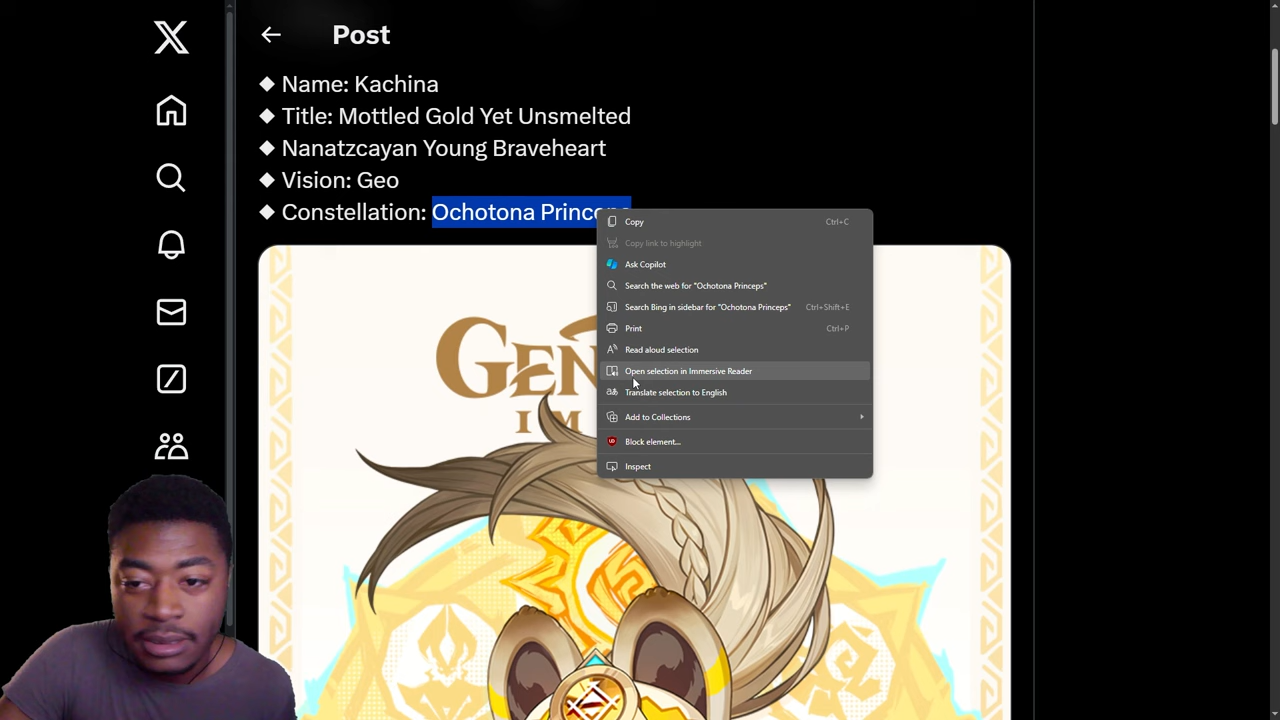 Post
◆ Name: Kachina
◆ Title: Mottled Gold Yet Unsmelted
◆ Nanatzcayan Young Braveheart
◆ Vision: Geo
◆ Constellation: Ochotona Princeps
Copy Ctrl+C
Copy link to highlight
Ask Copilot
Search the web for "Ochotona Princeps"
Search Bing in sidebar for "Ochotona Princeps" Ctrl+Shift+E
Print Ctrl+P
Read aloud selection
Open selection in Immersive Reader
Translate selection to English
Add to Collections
Block element...
Inspect
GEN
IM